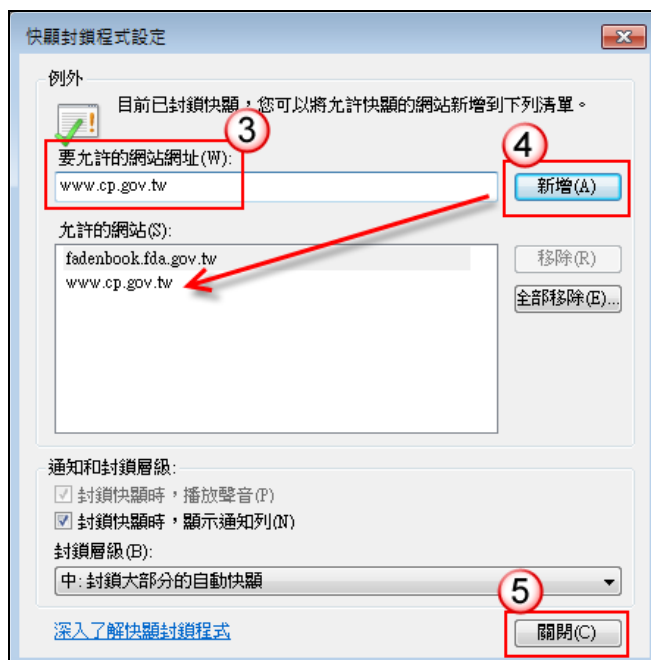 快顯封鎖程式設定
例外
目前已封鎖快顯，您可以將允許快顯的網站新增到下列清單。
③
要允許的網站網址(W):
④
www.cp.gov.tw
新增(A)
允許的網站(S):
fadenbook.fda.gov.tw
移除(R)
www.cp.gov.tw
全部移除(E)...
通知和封鎖層級:
封鎖快顯時，播放聲音(P)
封鎖快顯時，顯示通知列(N)
封鎖層級(B):
中: 封鎖大部分的自動快顯
⑤
深入了解快顯封鎖程式
關閉(C)